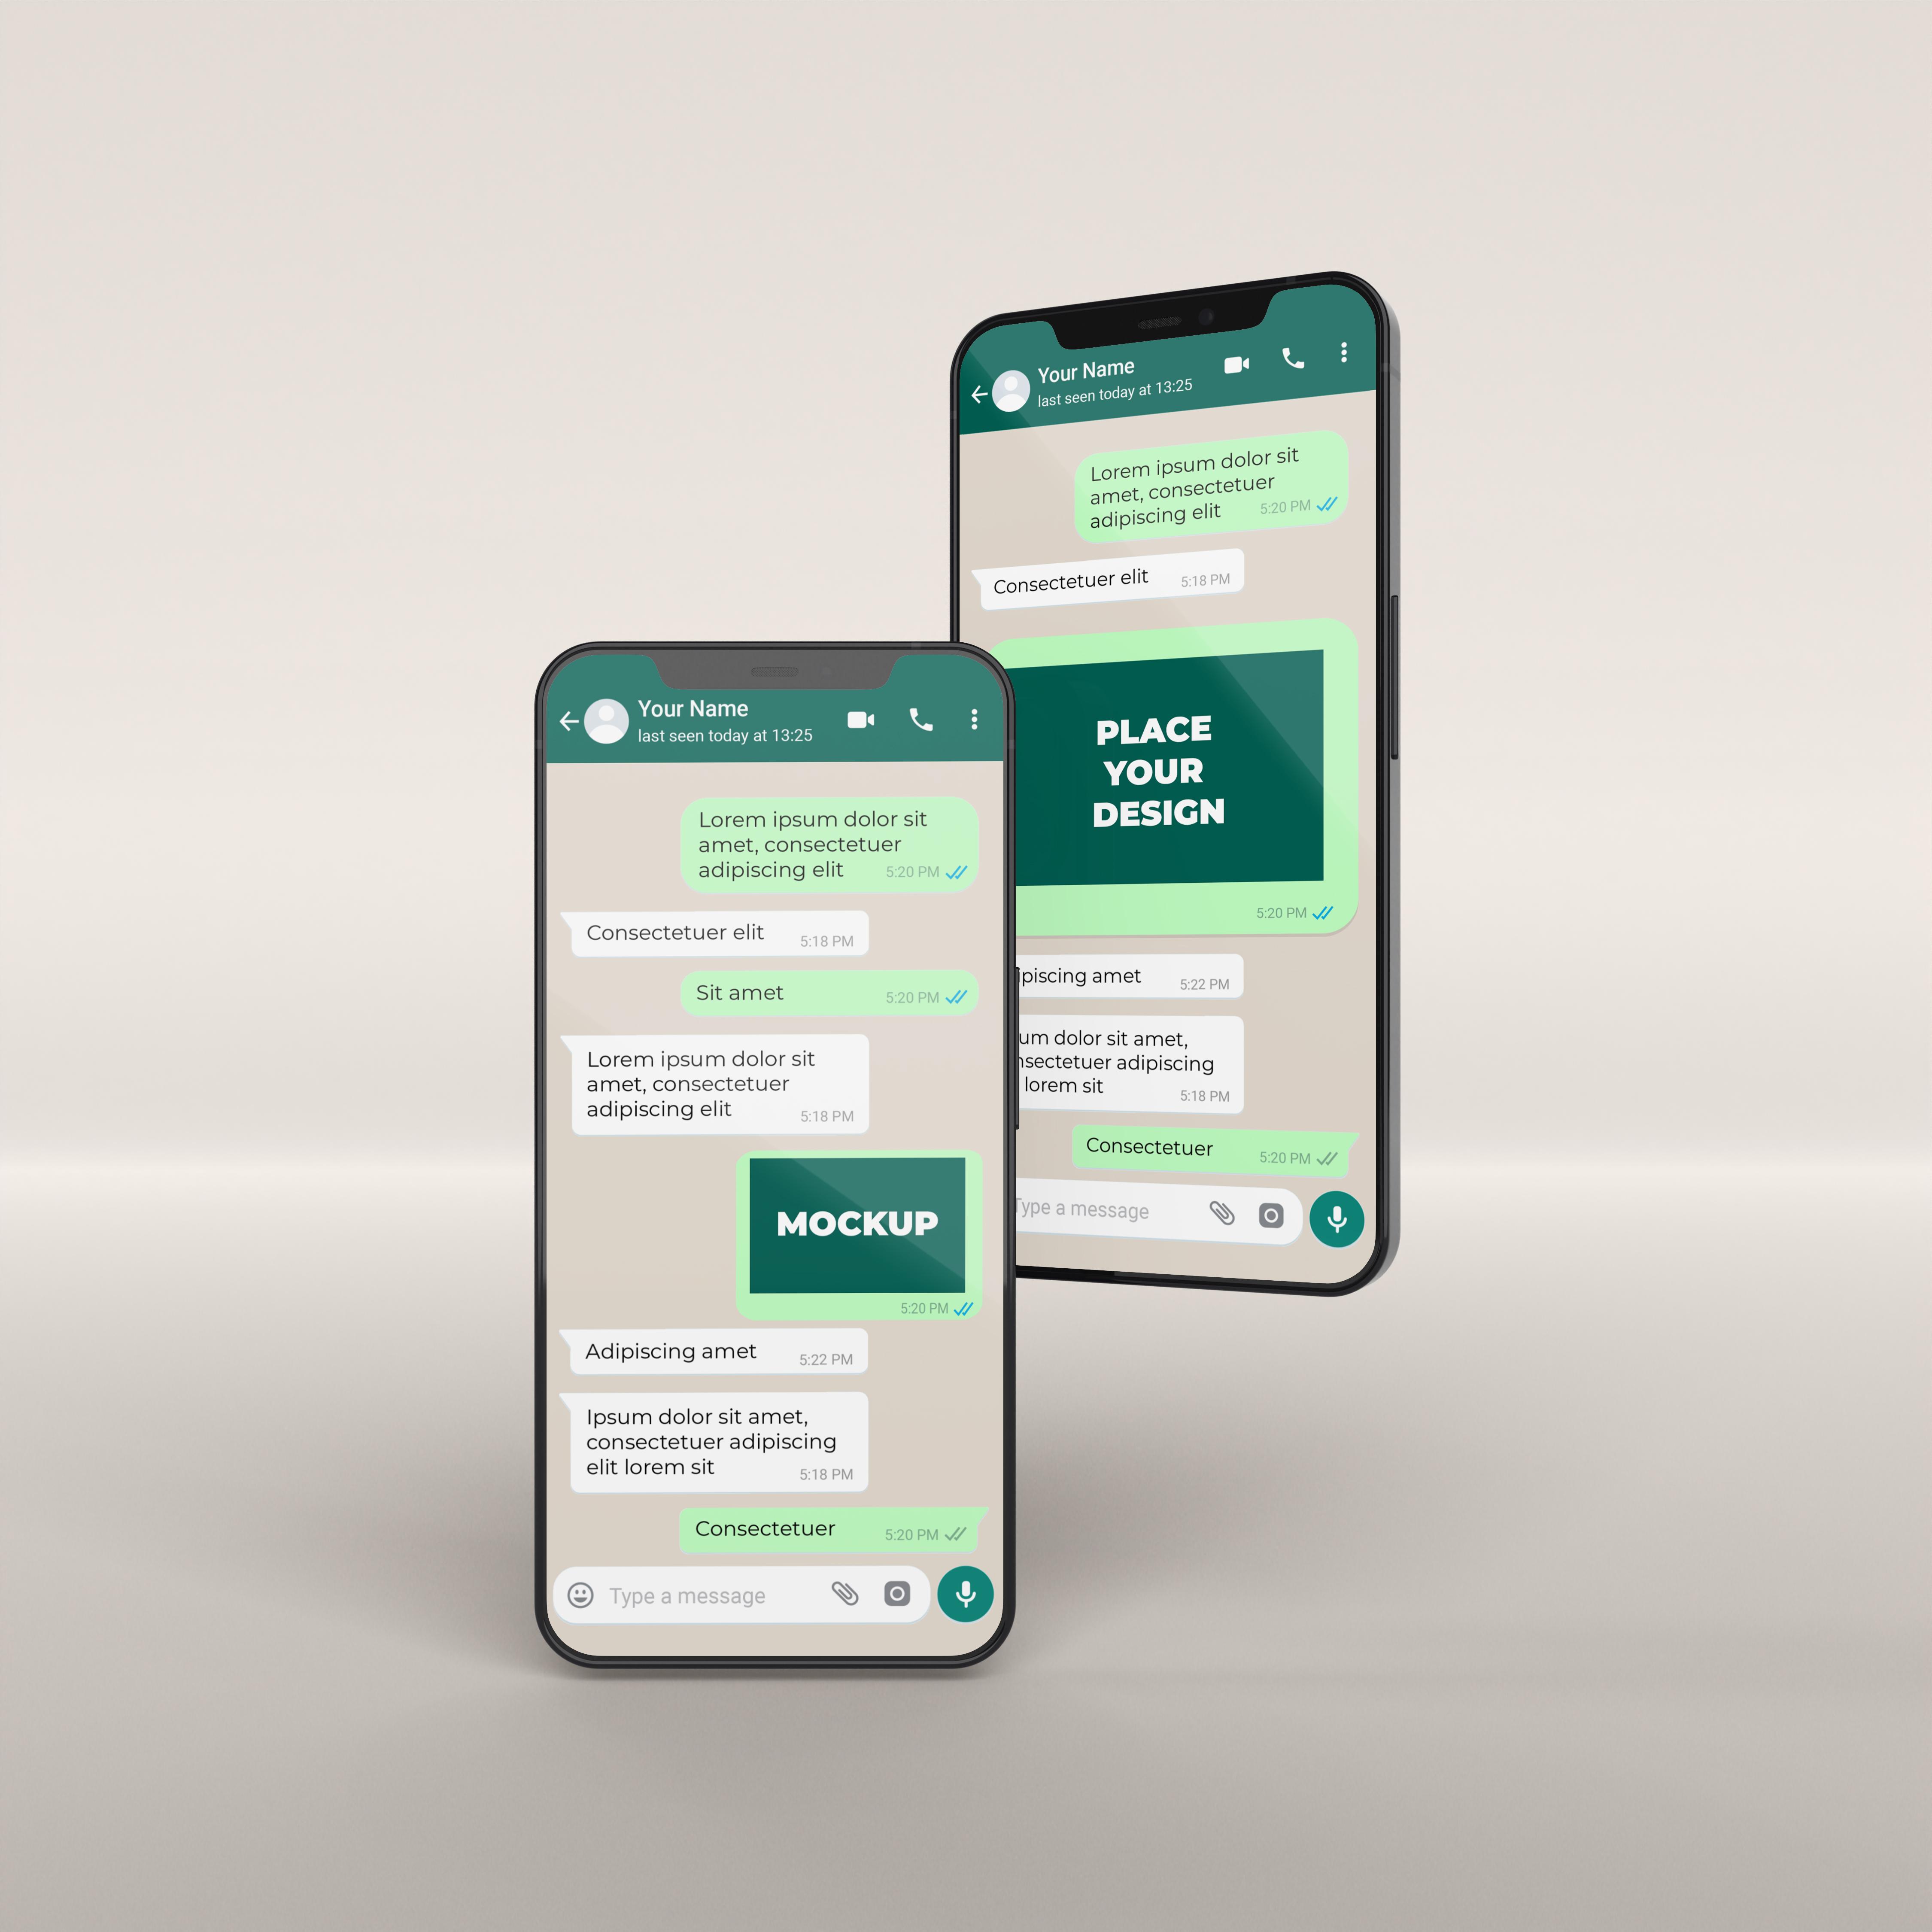 Your Name
last seen today at 13:25
Lorem ipsum dolor sit
amet, consectetuer
adipiscing elit
5:20 PM
Consectetuer elit
5:18 PM
Sit amet
5:20 PM
Lorem ipsum dolor sit
amet, consectetuer
adipiscing elit
5:18 PM
MOCKUP
5:20 PM
Adipiscing amet
5:22 PM
Ipsum dolor sit amet,
consectetuer adipiscing
elit lorem sit
5:18 PM
Consectetuer
5:20 PM
Type a message
Your Name
last seen today at 13:25
Lorem ipsum dolor sit
amet, consectetuer
adipiscing elit
5:20 PM
Consectetuer elit
5:18 PM
PLACE
YOUR
DESIGN
5:20 PM
piscing amet
5:22 PM
um dolor sit amet,
nsectetuer adipiscing
lorem sit
5:18 PM
Consectetuer
5:20 PM
Type a message